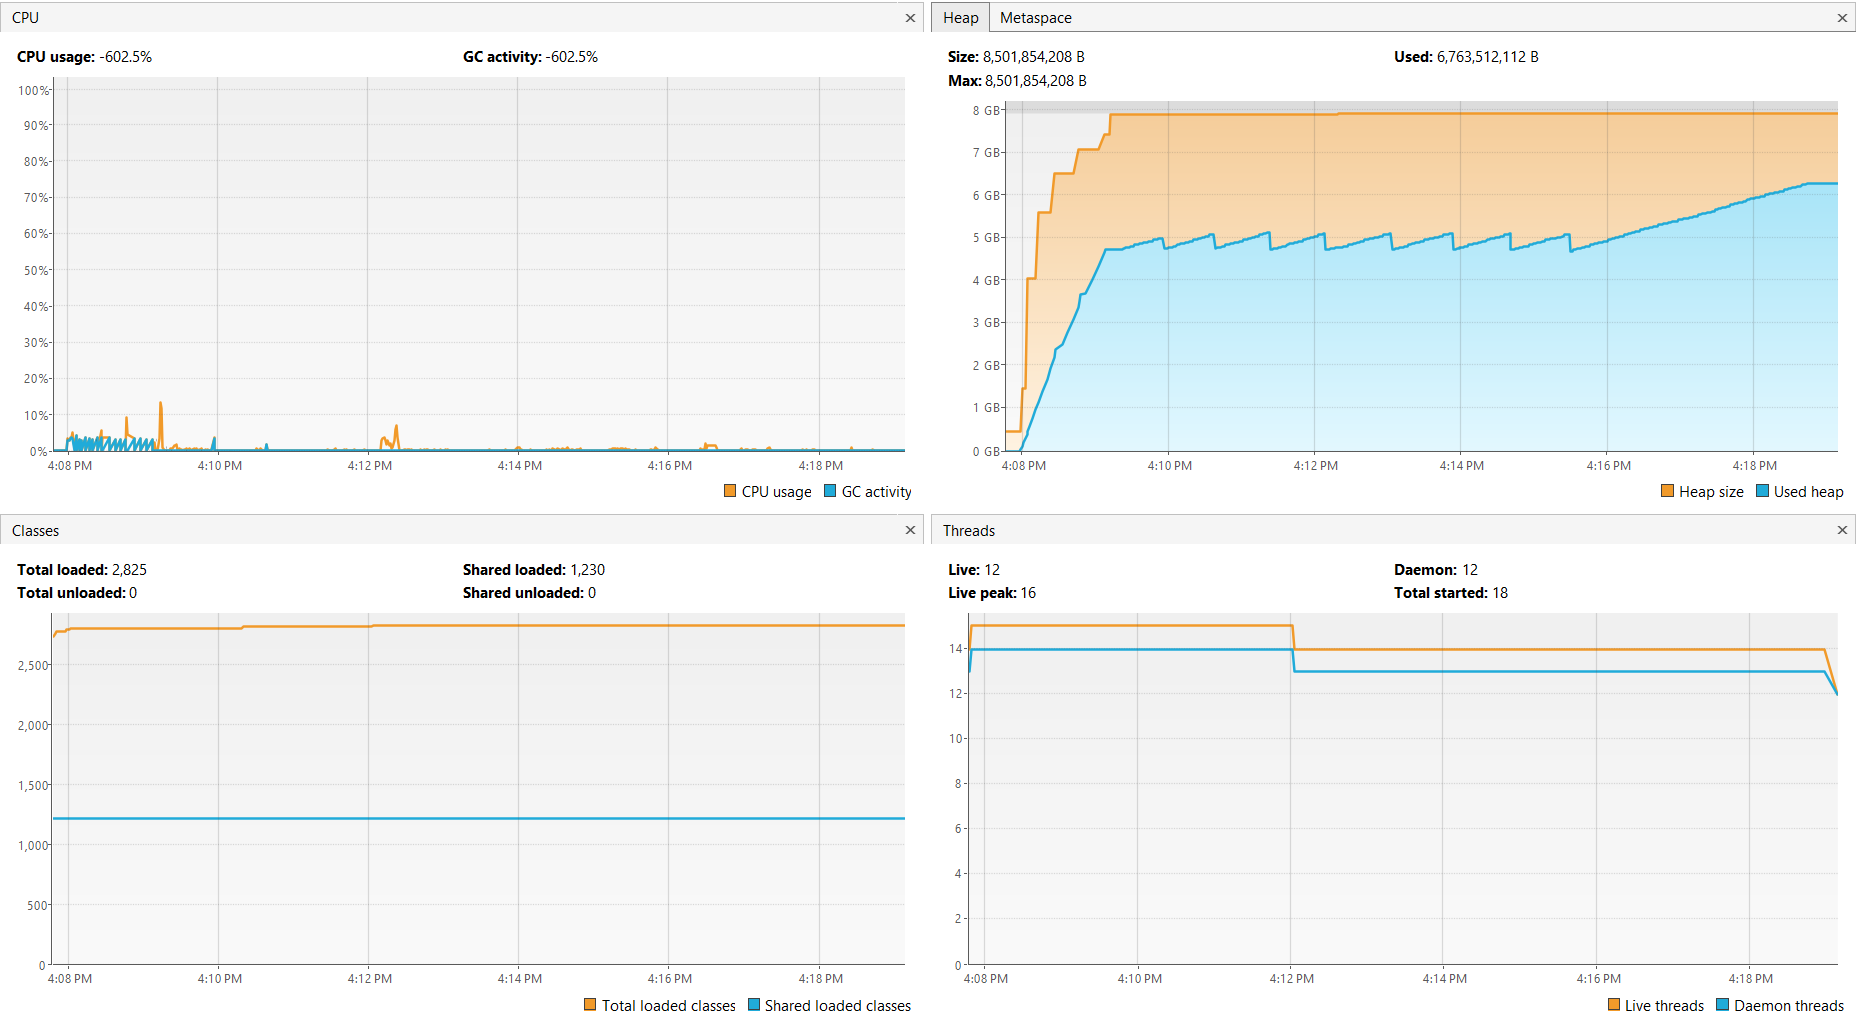 CPU ×
CPU usage: -602.5% GC activity: -602.5%
100%
90%
80%
70%
60%
50%
40%
30%
20%
10%
0%
4:08 PM 4:10 PM 4:12 PM 4:14 PM 4:16 PM 4:18 PM
CPU usage GC activity
Heap Metaspace ×
Size: 8,501,854,208 B Used: 6,763,512,112 B
Max: 8,501,854,208 B
8 GB
7 GB
6 GB
5 GB
4 GB
3 GB
2 GB
1 GB
0 GB
4:08 PM 4:10 PM 4:12 PM 4:14 PM 4:16 PM 4:18 PM
Heap size Used heap
Classes ×
Total loaded: 2,825 Shared loaded: 1,230
Total unloaded: 0 Shared unloaded: 0
2,500
2,000
1,500
1,000
500
0
4:08 PM 4:10 PM 4:12 PM 4:14 PM 4:16 PM 4:18 PM
Total loaded classes Shared loaded classes
Threads ×
Live: 12 Daemon: 12
Live peak: 16 Total started: 18
14
12
10
8
6
4
2
0
4:08 PM 4:10 PM 4:12 PM 4:14 PM 4:16 PM 4:18 PM
Live threads Daemon threads